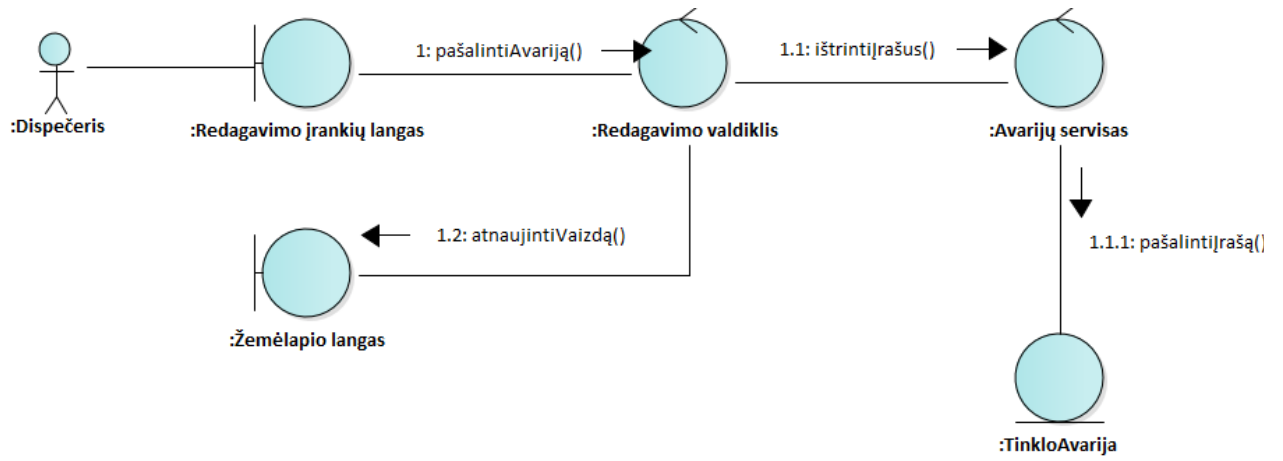 1: pašalintiAvariją()
1.1: ištrintiĮrašus()
:Dispečeris
:Redagavimo įrankių langas
:Redagavimo valdiklis
:Avarijų servisas
1.2: atnaujintiVaizdą()
1.1.1: pašalintiĮrašą()
:Žemėlapio langas
:TinkloAvarija